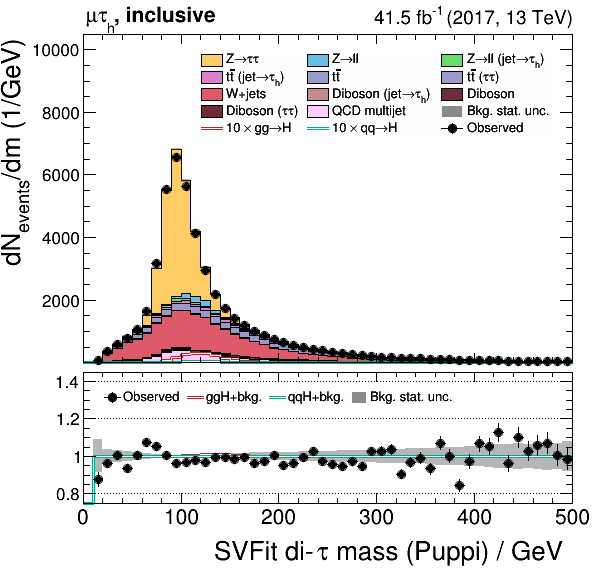 μτh, inclusive
41.5 fb-1 (2017, 13 TeV)
dNevents/dm (1/GeV)
10000
8000
6000
4000
2000
Z→ττ Z→ll Z→ll (jet→τh)
tt̄ (jet→τh) tt̄ tt̄ (ττ)
W+jets Diboson (jet→τh) Diboson
Diboson (ττ) QCD multijet Bkg. stat. unc.
10 × gg→H 10 × qq→H Observed
1.4
1.2
1
0.8
Observed ggH+bkg. qqH+bkg. Bkg. stat. unc.
0 100 200 300 400 500
SVFit di-τ mass (Puppi) / GeV